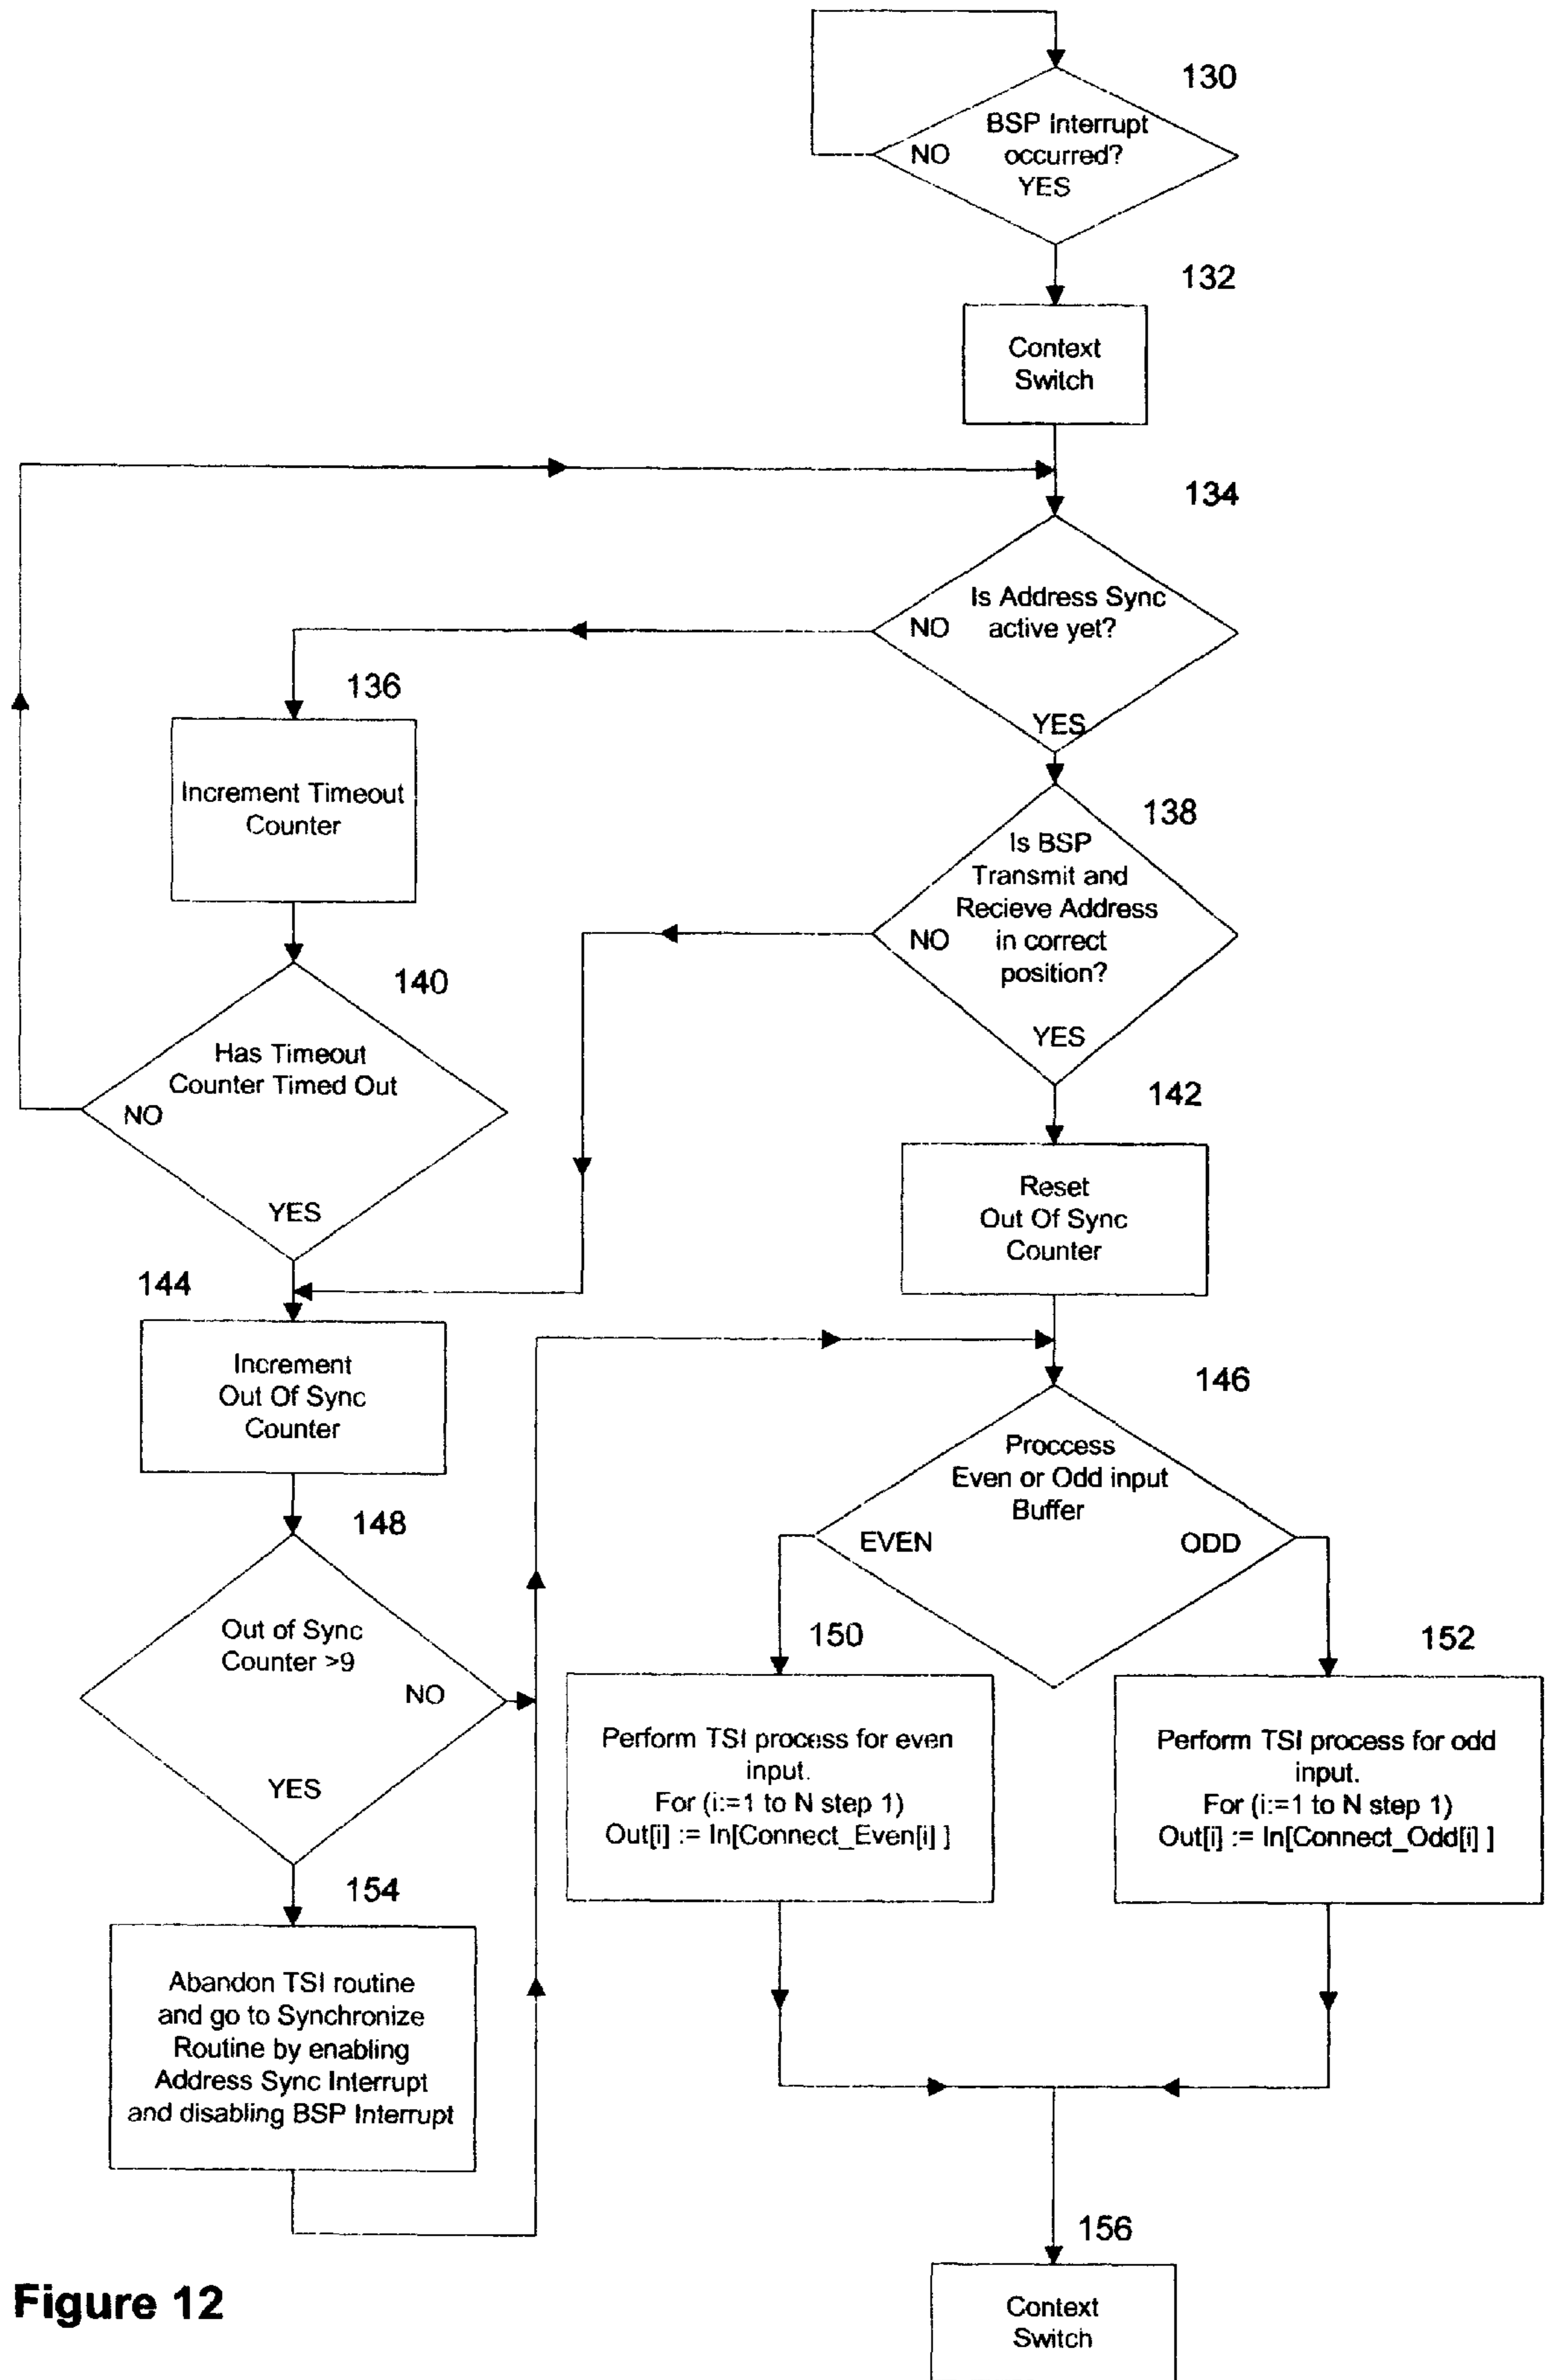 130
BSP Interrupt
NO occurred?
YES
132
Context
Switch
134
Is Address Sync
NO active yet?
YES
136
Increment Timeout
Counter
138
Is BSP
Transmit and
Recieve Address
NO in correct
position?
YES
140
Has Timeout
Counter Timed Out
NO
YES
142
Reset
Out Of Sync
Counter
144
Increment
Out Of Sync
Counter
146
Proccess
Even or Odd input
Buffer
EVEN ODD
148
Out of Sync
Counter >9
NO
YES
150
Perform TSI process for even
input.
For (i:=1 to N step 1)
Out[i] := In[Connect_Even[i] ]
152
Perform TSI process for odd
input.
For (i:=1 to N step 1)
Out[i] := In[Connect_Odd[i] ]
154
Abandon TSI routine
and go to Synchronize
Routine by enabling
Address Sync Interrupt
and disabling BSP Interrupt
156
Context
Switch
Figure 12